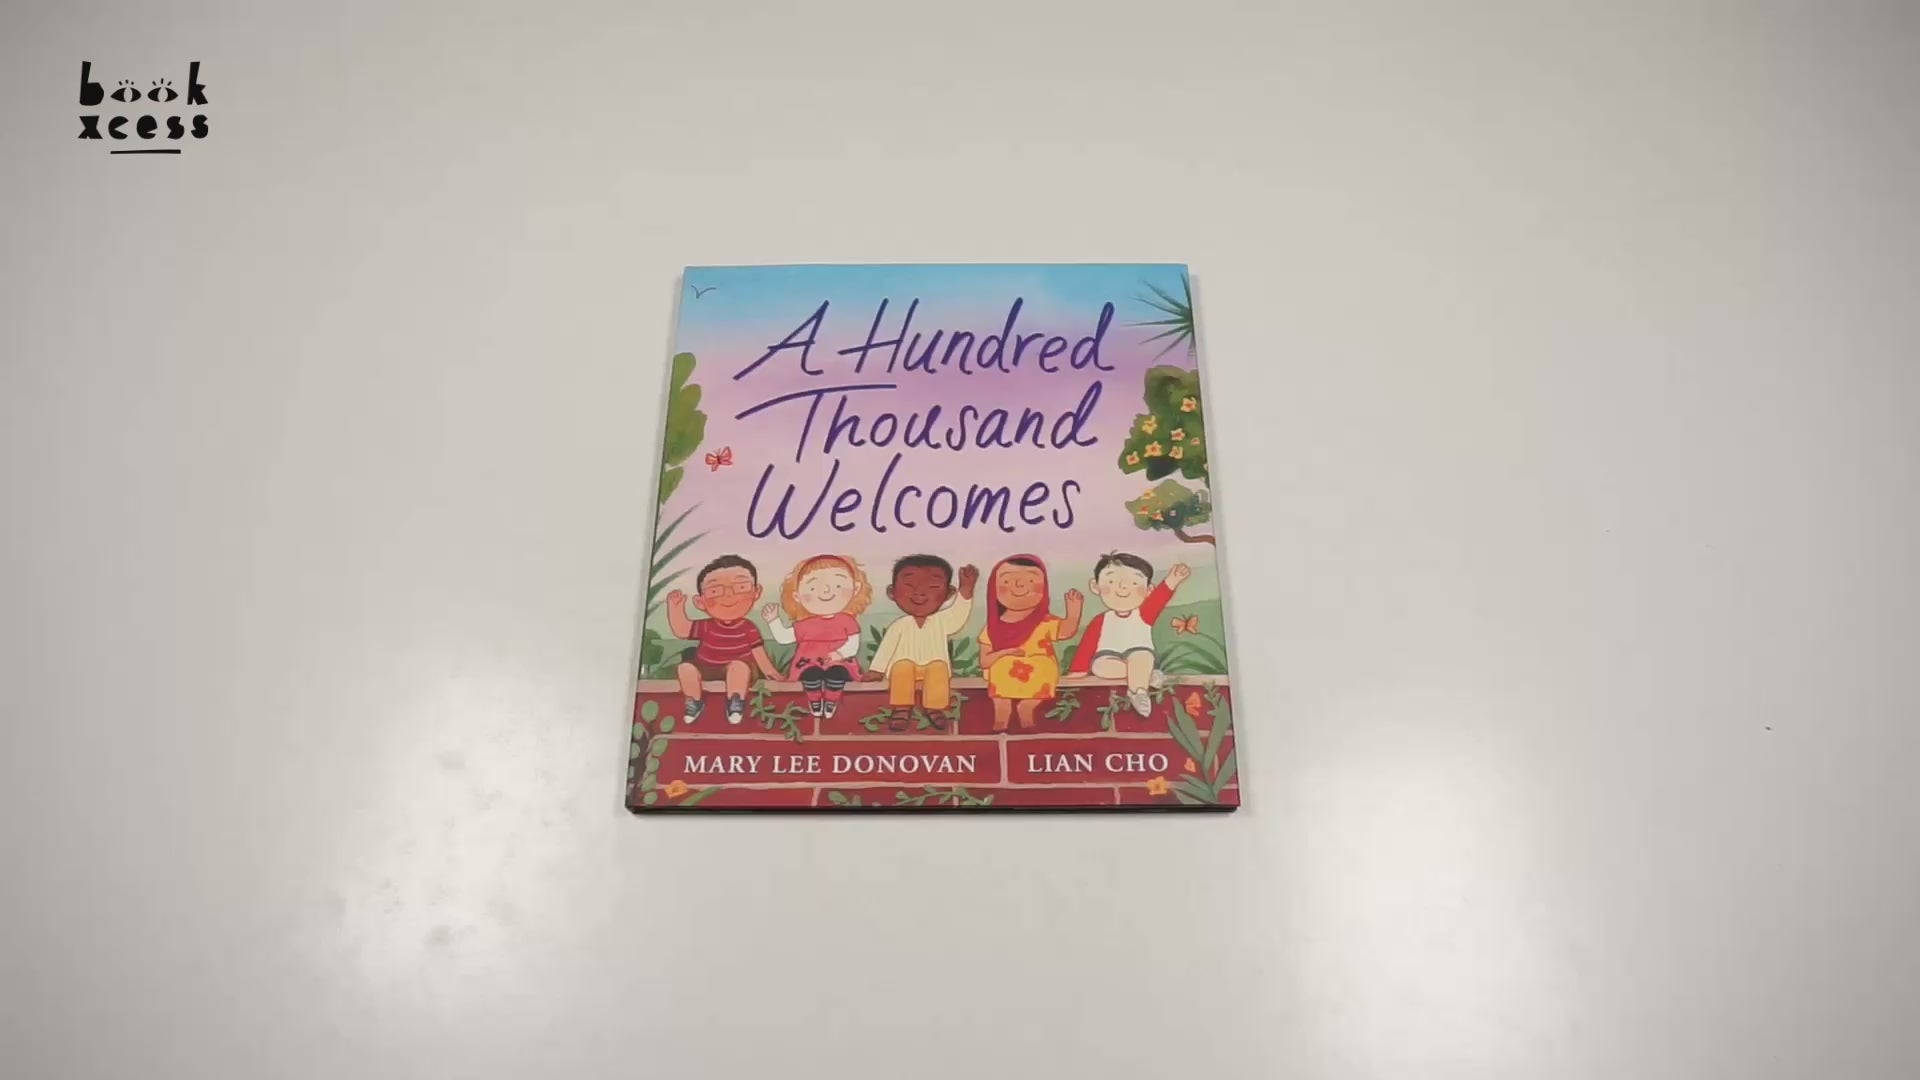 book
xcess
A Hundred
Thousand
Welcomes
MARY LEE DONOVAN
LIAN CHO